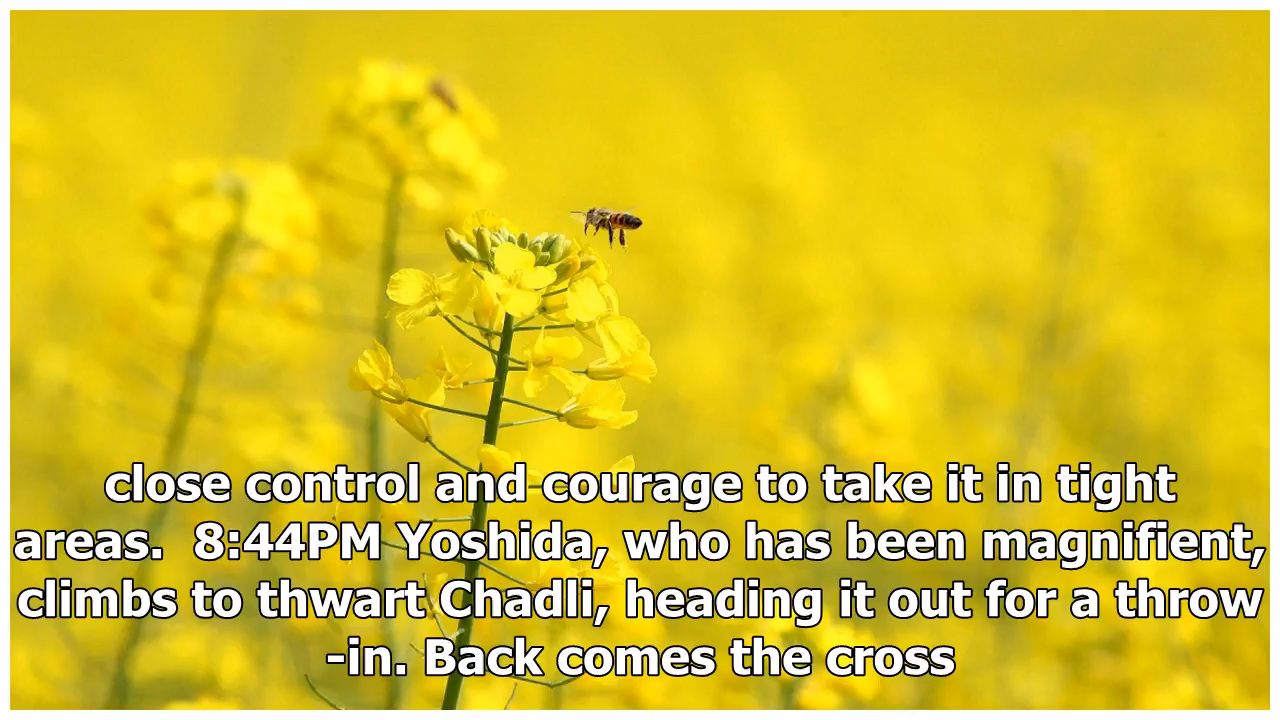 close control and courage to take it in tight
areas.  8:44PM Yoshida, who has been magnifient,
climbs to thwart Chadli, heading it out for a throw
-in. Back comes the cross